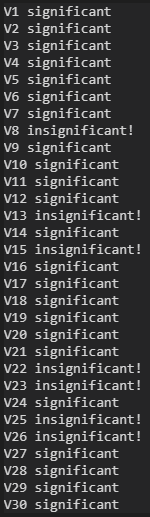 V1 significant
V2 significant
V3 significant
V4 significant
V5 significant
V6 significant
V7 significant
V8 insignificant!
V9 significant
V10 significant
V11 significant
V12 significant
V13 insignificant!
V14 significant
V15 insignificant!
V16 significant
V17 significant
V18 significant
V19 significant
V20 significant
V21 significant
V22 insignificant!
V23 insignificant!
V24 significant
V25 insignificant!
V26 insignificant!
V27 significant
V28 significant
V29 significant
V30 significant